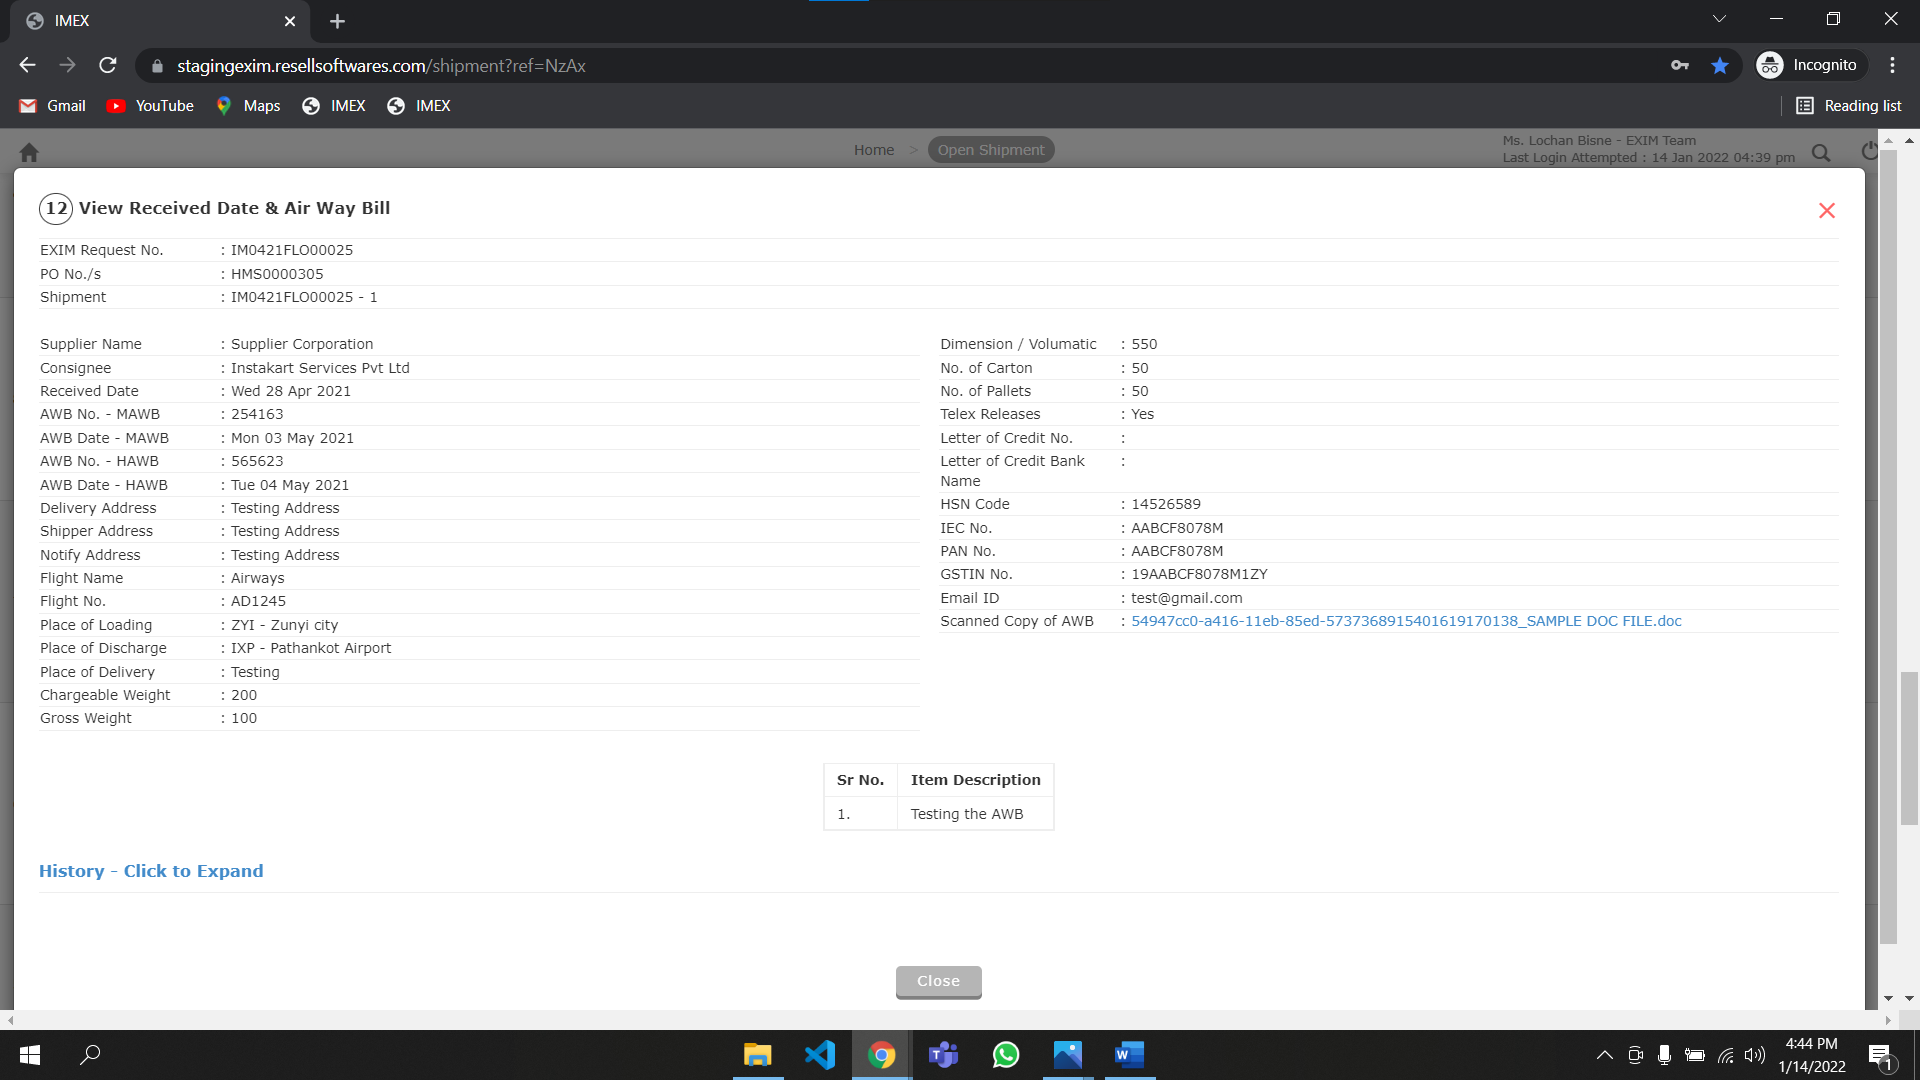 IMEX
stagingexim.resellsoftwares.com/shipment?ref=NzAx
Incognito
Gmail
YouTube
Maps
IMEX
IMEX
Reading list
Home > Open Shipment
Ms. Lochan Bisne - EXIM Team
Last Login Attempted : 14 Jan 2022 04:39 pm
12 View Received Date & Air Way Bill
EXIM Request No. : IM0421FLO00025
PO No./s : HMS0000305
Shipment : IM0421FLO00025 - 1
Supplier Name : Supplier Corporation
Consignee : Instakart Services Pvt Ltd
Received Date : Wed 28 Apr 2021
AWB No. - MAWB : 254163
AWB Date - MAWB : Mon 03 May 2021
AWB No. - HAWB : 565623
AWB Date - HAWB : Tue 04 May 2021
Delivery Address : Testing Address
Shipper Address : Testing Address
Notify Address : Testing Address
Flight Name : Airways
Flight No. : AD1245
Place of Loading : ZYI - Zunyi city
Place of Discharge : IXP - Pathankot Airport
Place of Delivery : Testing
Chargeable Weight : 200
Gross Weight : 100
Dimension / Volumatic : 550
No. of Carton : 50
No. of Pallets : 50
Telex Releases : Yes
Letter of Credit No. :
Letter of Credit Bank :
Name
HSN Code : 14526589
IEC No. : AABCF8078M
PAN No. : AABCF8078M
GSTIN No. : 19AABCF8078M1ZY
Email ID : test@gmail.com
Scanned Copy of AWB : 54947cc0-a416-11eb-85ed-5737368915401619170138_SAMPLE DOC FILE.doc
Sr No. Item Description
1. Testing the AWB
History - Click to Expand
Close
4:44 PM
1/14/2022
1